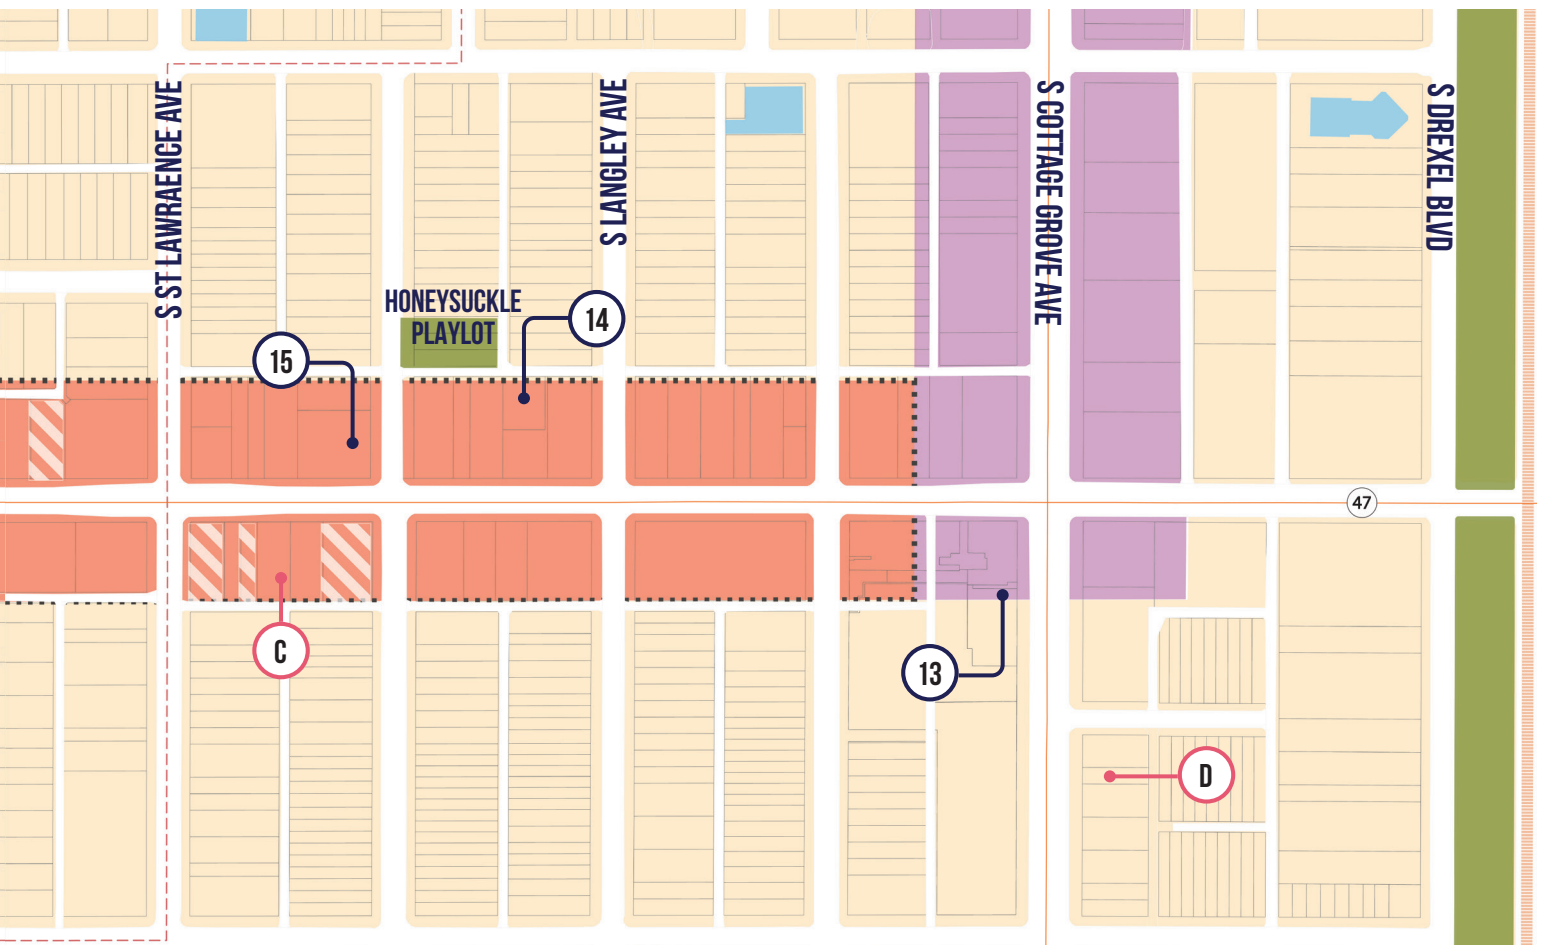 S ST LAWRAENCE AVE
S LANGLEY AVE
S COTTAGE GROVE AVE
S DREXEL BLVD
HONEYSUCKLE
PLAYLOT
14
15
47
C
13
D